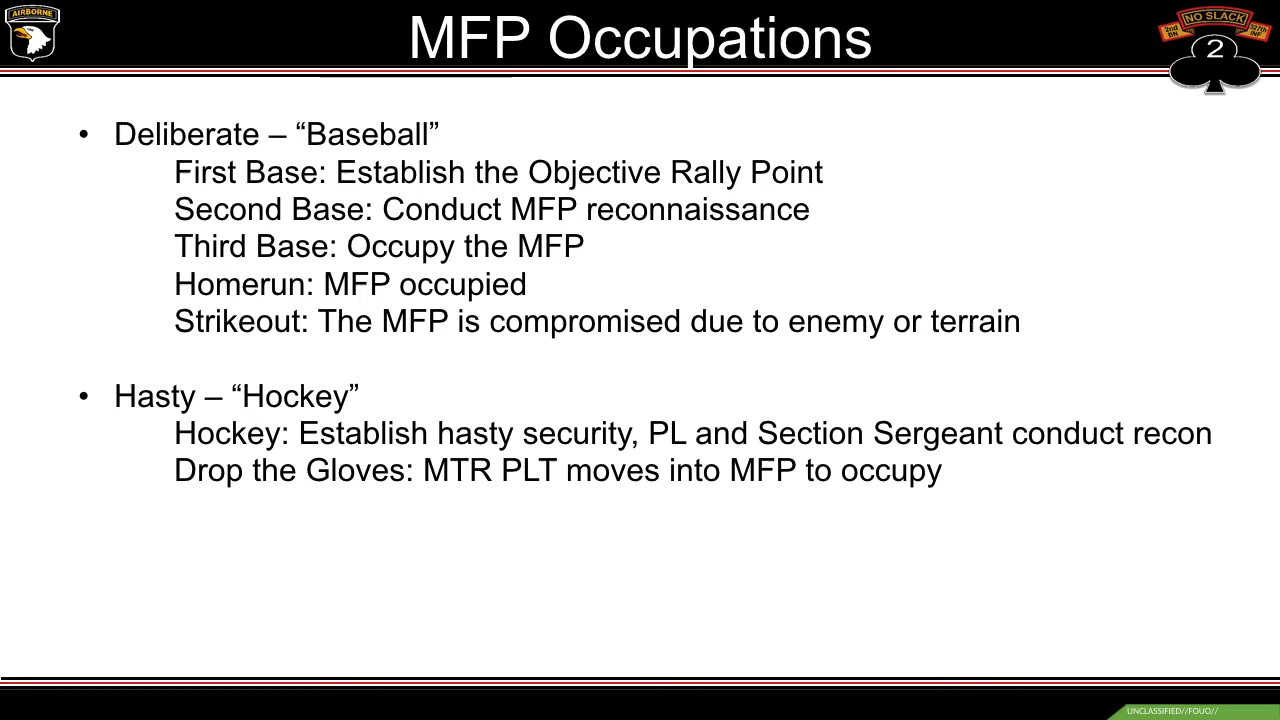 AIRBORNE
MFP Occupations
NO SLACK
2nd BN
327th INF
2
• Deliberate – “Baseball”
First Base: Establish the Objective Rally Point
Second Base: Conduct MFP reconnaissance
Third Base: Occupy the MFP
Homerun: MFP occupied
Strikeout: The MFP is compromised due to enemy or terrain
• Hasty – “Hockey”
Hockey: Establish hasty security, PL and Section Sergeant conduct recon
Drop the Gloves: MTR PLT moves into MFP to occupy
UNCLASSIFIED//FOUO//